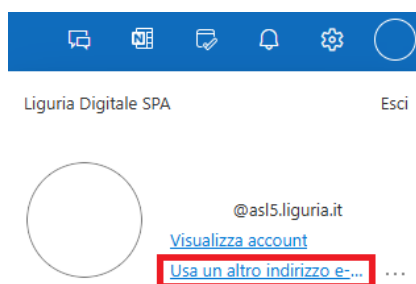 Liguria Digitale SPA Esci
@asl5.liguria.it
Visualizza account
Usa un altro indirizzo e-...